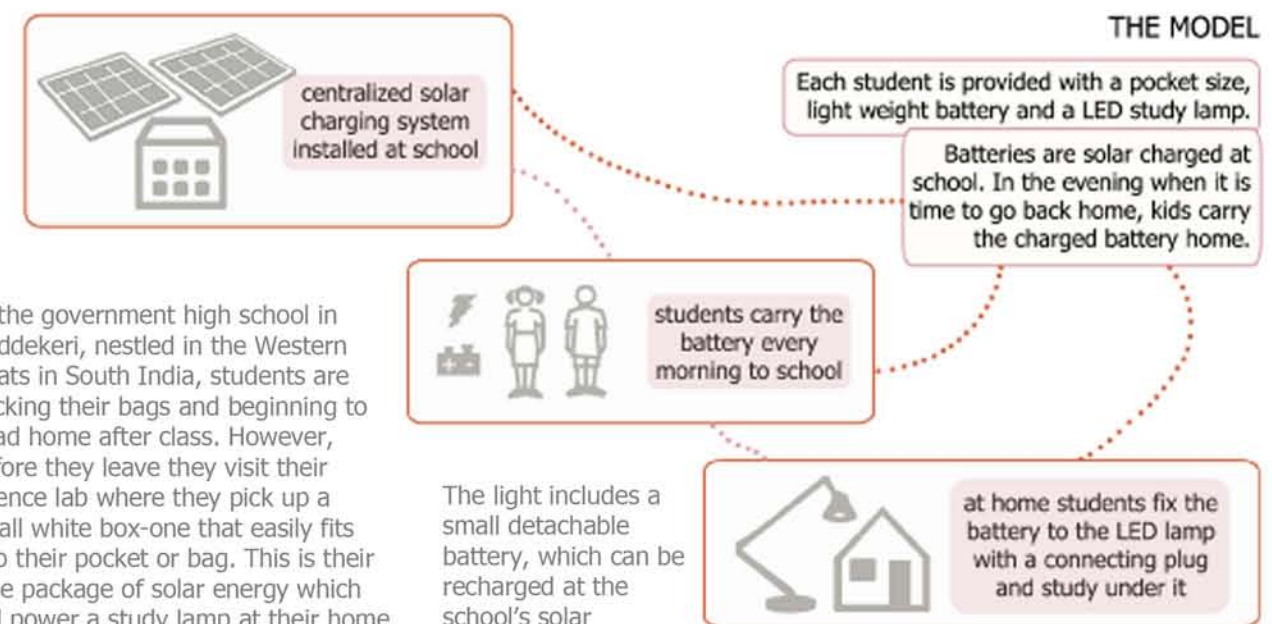 THE MODEL
Each student is provided with a pocket size,
light weight battery and a LED study lamp.
Batteries are solar charged at
school. In the evening when it is
time to go back home, kids carry
the charged battery home.
centralized solar
charging system
installed at school
students carry the
battery every
morning to school
at home students fix the
battery to the LED lamp
with a connecting plug
and study under it
the government high school in
ddekeri, nestled in the Western
ats in South India, students are
cking their bags and beginning to
ad home after class. However,
fore they leave they visit their
ence lab where they pick up a
all white box-one that easily fits
o their pocket or bag. This is their
e package of solar energy which
l power a study lamp at their home
The light includes a
small detachable
battery, which can be
recharged at the
school's solar